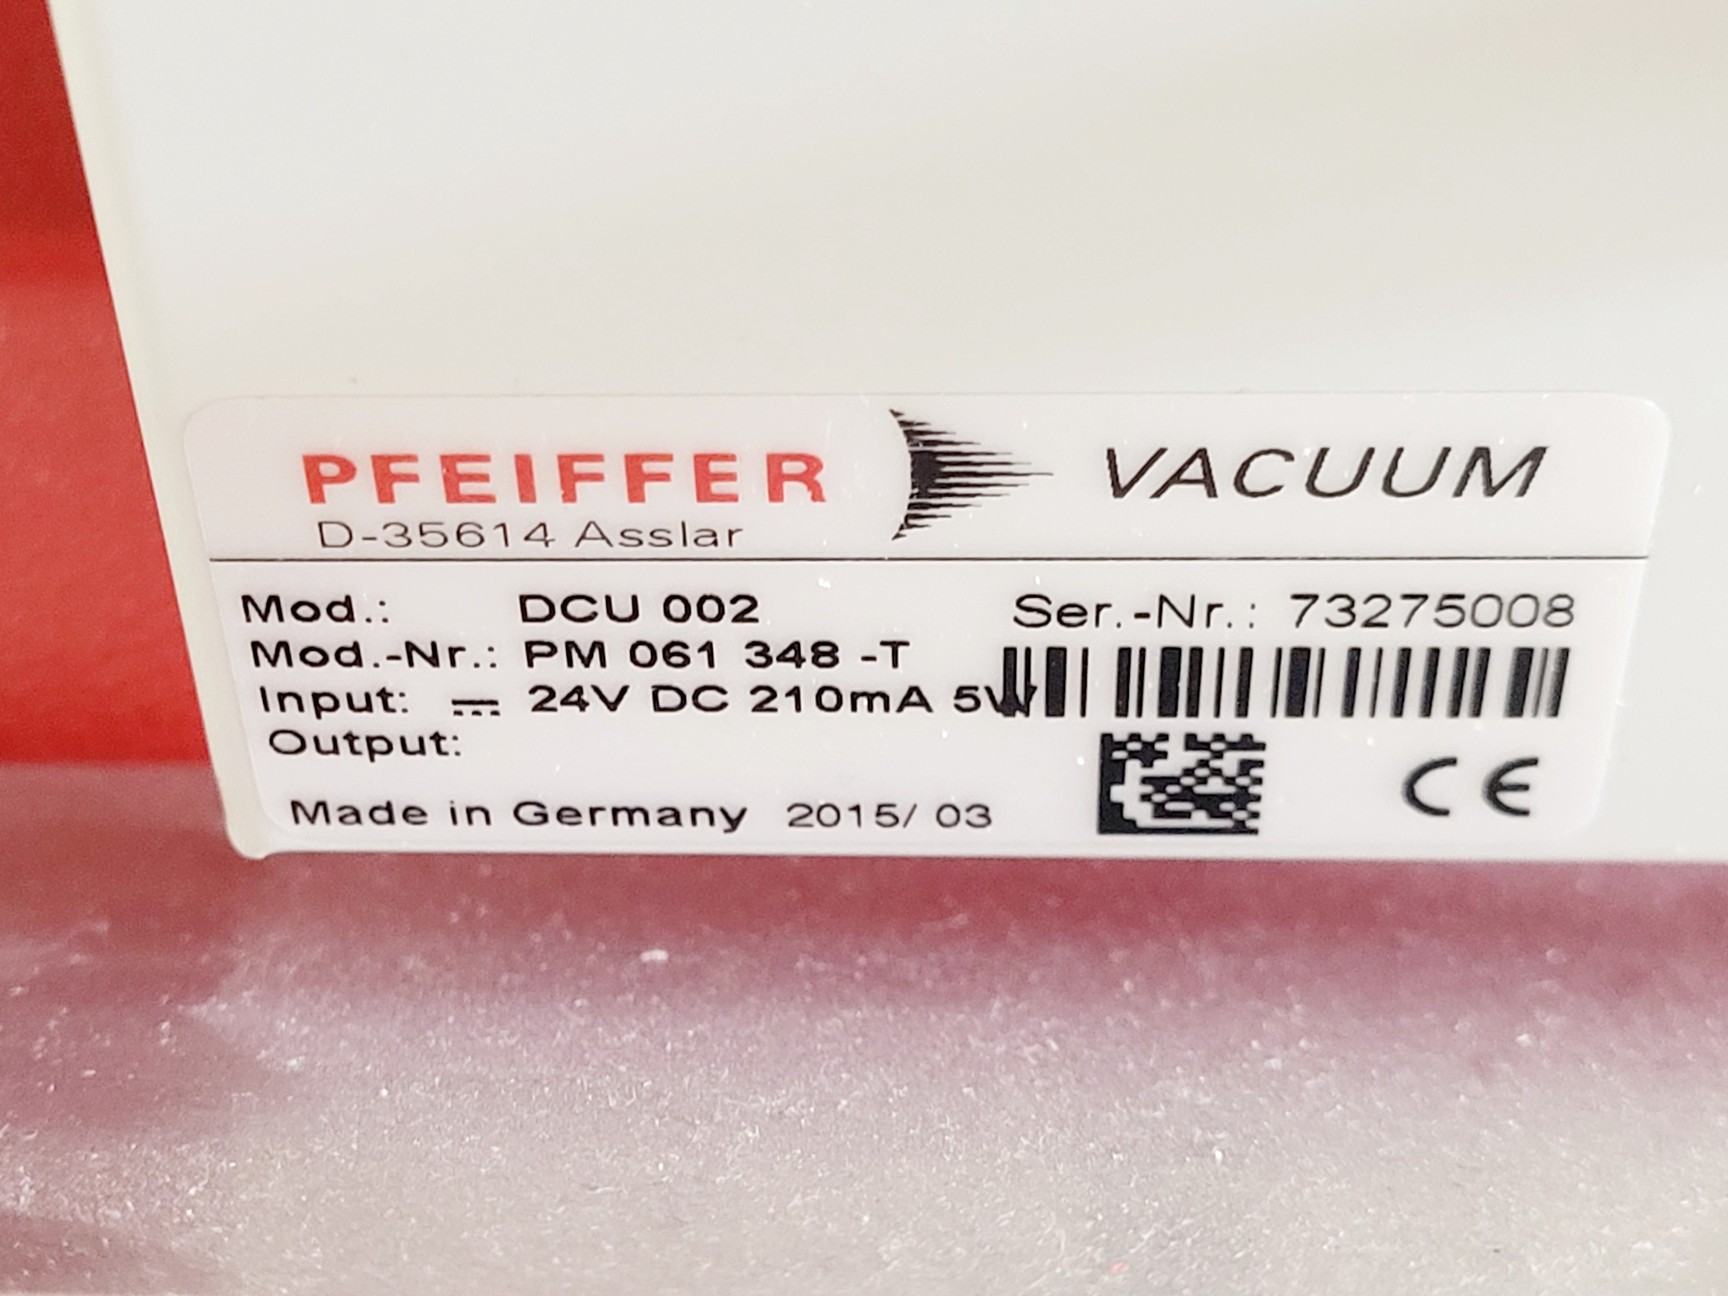 PFEIFFER VACUUM
D-35614 Asslar
Mod.: DCU 002 Ser.-Nr.: 73275008
Mod.-Nr.: PM 061 348 -T
Input: ⎓ 24V DC 210mA 5W
Output:
Made in Germany 2015/ 03 CE